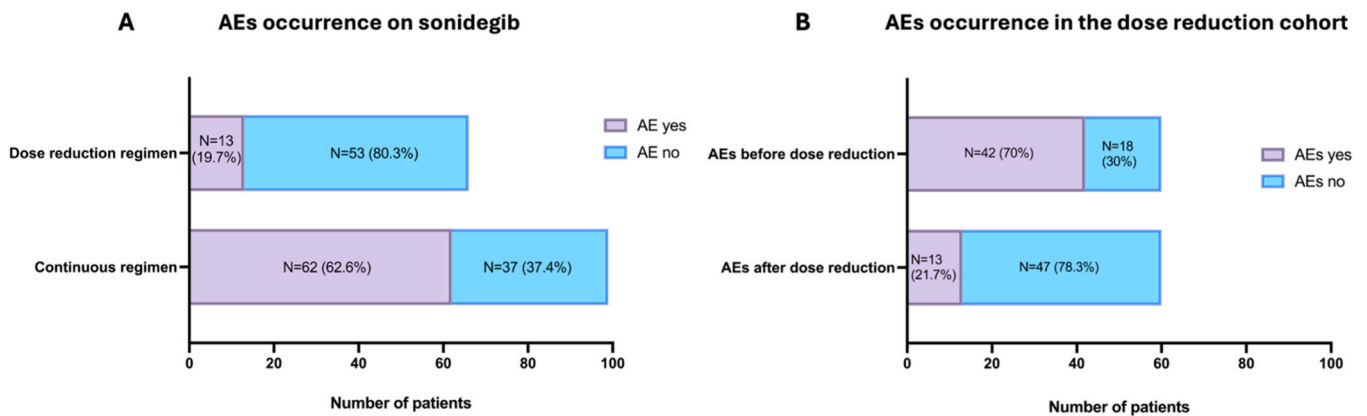 A
AEs occurrence on sonidegib
Dose reduction regimen
N=13
(19.7%)
N=53 (80.3%)
AE yes
AE no
Continuous regimen
N=62 (62.6%)
N=37 (37.4%)
0
20
40
60
80
100
Number of patients
B
AEs occurrence in the dose reduction cohort
AEs before dose reduction
N=42 (70%)
N=18
(30%)
AEs yes
AEs no
AEs after dose reduction
N=13
(21.7%)
N=47 (78.3%)
0
20
40
60
80
100
Number of patients